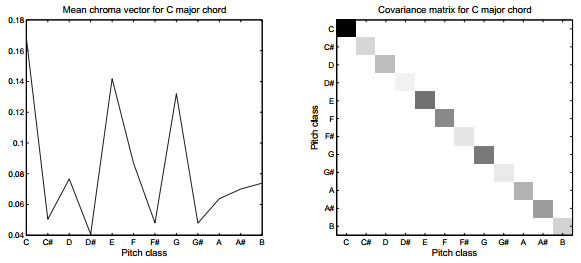 Mean chroma vector for C major chord
0.18
0.16
0.14
0.12
0.1
0.08
0.06
0.04
C C# D D# E F F# G G# A A# B
Pitch class
Covariance matrix for C major chord
Pitch class
C
C#
D
D#
E
F
F#
G
G#
A
A#
B
C C# D D# E F F# G G# A A# B
Pitch class